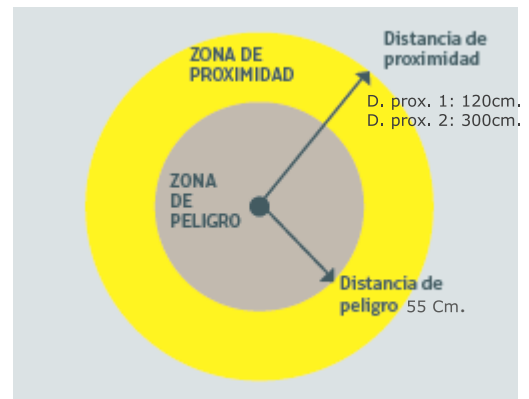 ZONA DE
PROXIMIDAD
Distancia de
proximidad
D. prox. 1: 120cm.
D. prox. 2: 300cm.
ZONA
DE
PELIGRO
Distancia de
peligro 55 Cm.